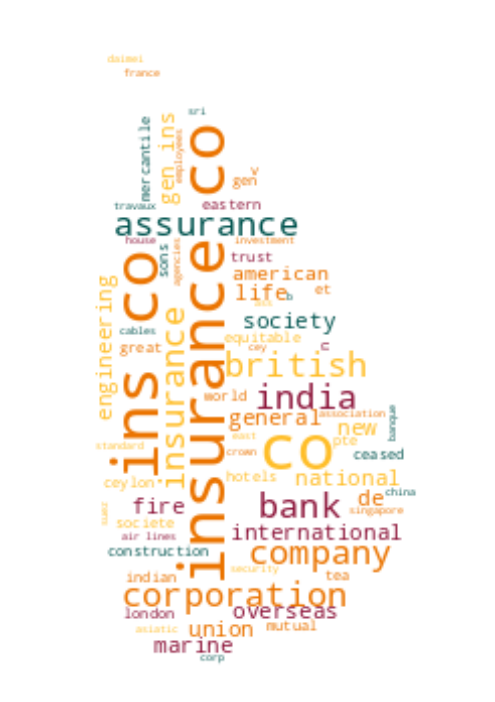 daimei
france
sri
mercantile
gen ins
employees
insurance co
gen
v
travaux
eastern
assurance
house
sons
agencies
investment
ins co
trust
american
life
b
et
ass
engineering
insurance
society
cables
equitable
great
cey
c
british
world
india
general
association
banque
new
east
co
pte
standard
crown
ceased
ceylon
hotels
national
china
de
singapore
suez
fire
bank
societe
air lines
international
construction
company
security
indian
tea
corporation
london
overseas
asiatic
union
mutual
marine
corp